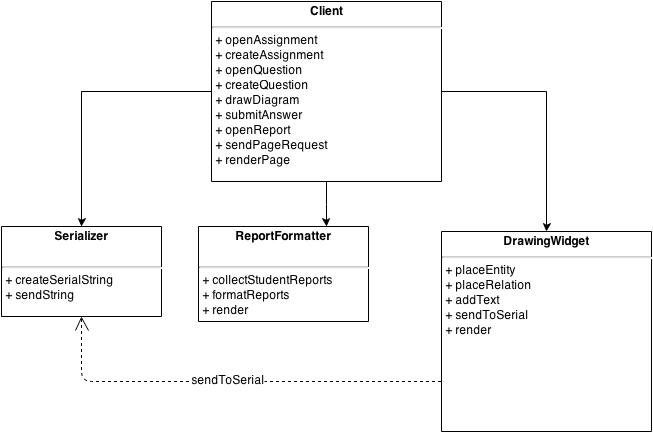 Client
+ openAssignment
+ createAssignment
+ openQuestion
+ createQuestion
+ drawDiagram
+ submitAnswer
+ openReport
+ sendPageRequest
+ renderPage
Serializer
+ createSerialString
+ sendString
ReportFormatter
+ collectStudentReports
+ formatReports
+ render
DrawingWidget
+ placeEntity
+ placeRelation
+ addText
+ sendToSerial
+ render
sendToSerial